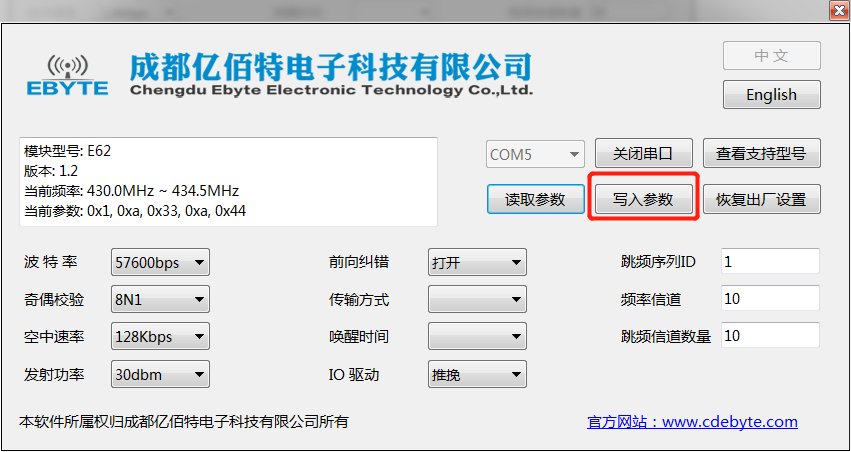 成都亿佰特电子科技有限公司
EBYTE
Chengdu Ebyte Electronic Technology Co.,Ltd.
中 文
English
模块型号: E62
版本: 1.2
当前频率: 430.0MHz ~ 434.5MHz
当前参数: 0x1, 0xa, 0x33, 0xa, 0x44
COM5 关闭串口 查看支持型号
读取参数 写入参数 恢复出厂设置
波 特 率 57600bps 前向纠错 打开 跳频序列ID 1
奇偶校验 8N1 传输方式 频率信道 10
空中速率 128Kbps 唤醒时间 跳频信道数量 10
发射功率 30dbm IO 驱动 推挽
本软件所属权归成都亿佰特电子科技有限公司所有 官方网站：www.cdebyte.com